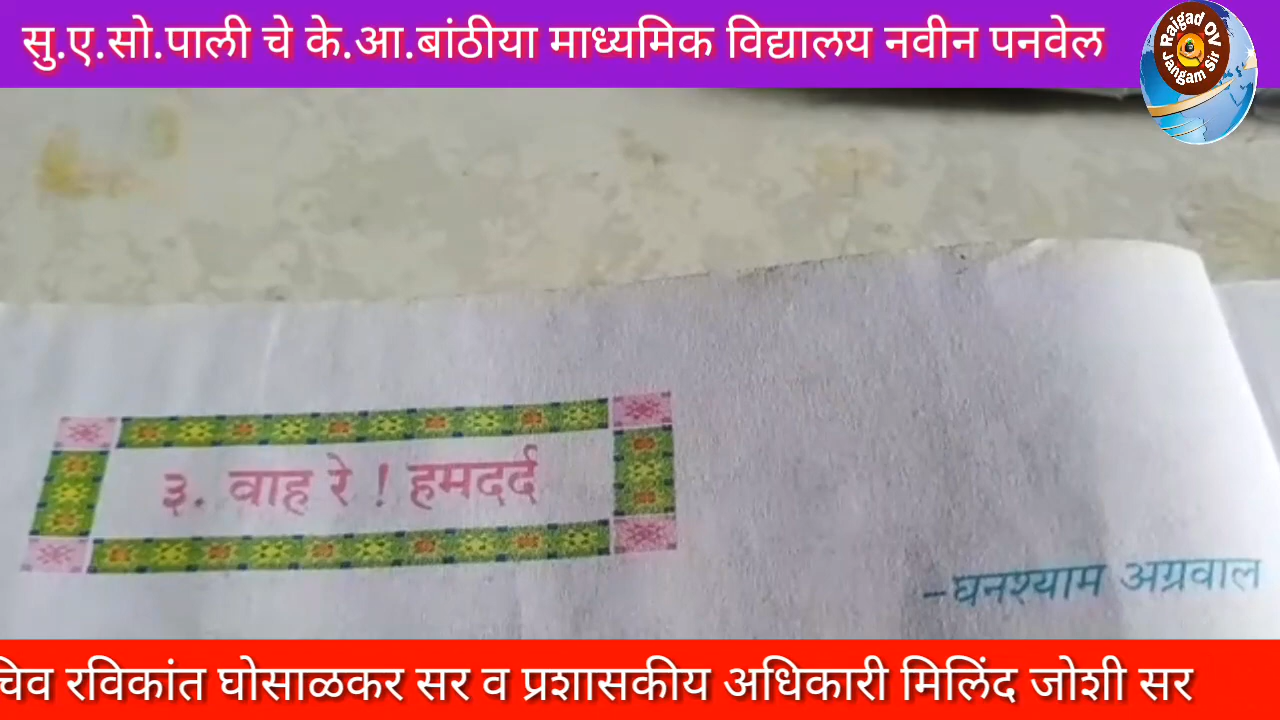 सु.ए.सो.पाली चे के.आ.बांठीया माध्यमिक विद्यालय नवीन पनवेल
Raigad OV
Jangam Sir
३. वाह रे ! हमदर्द
–घनश्याम अग्रवाल
चिव रविकांत घोसाळकर सर व प्रशासकीय अधिकारी मिलिंद जोशी सर